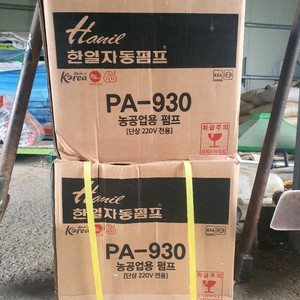 Hanil
한일자동펌프
Korea
KSA
PA-930
농공업용 펌프
[단상 220V 전용]
취급주의
Hanil
한일자동펌프
Korea
PA-930
농공업용 펌프
[단상 220V 전용]